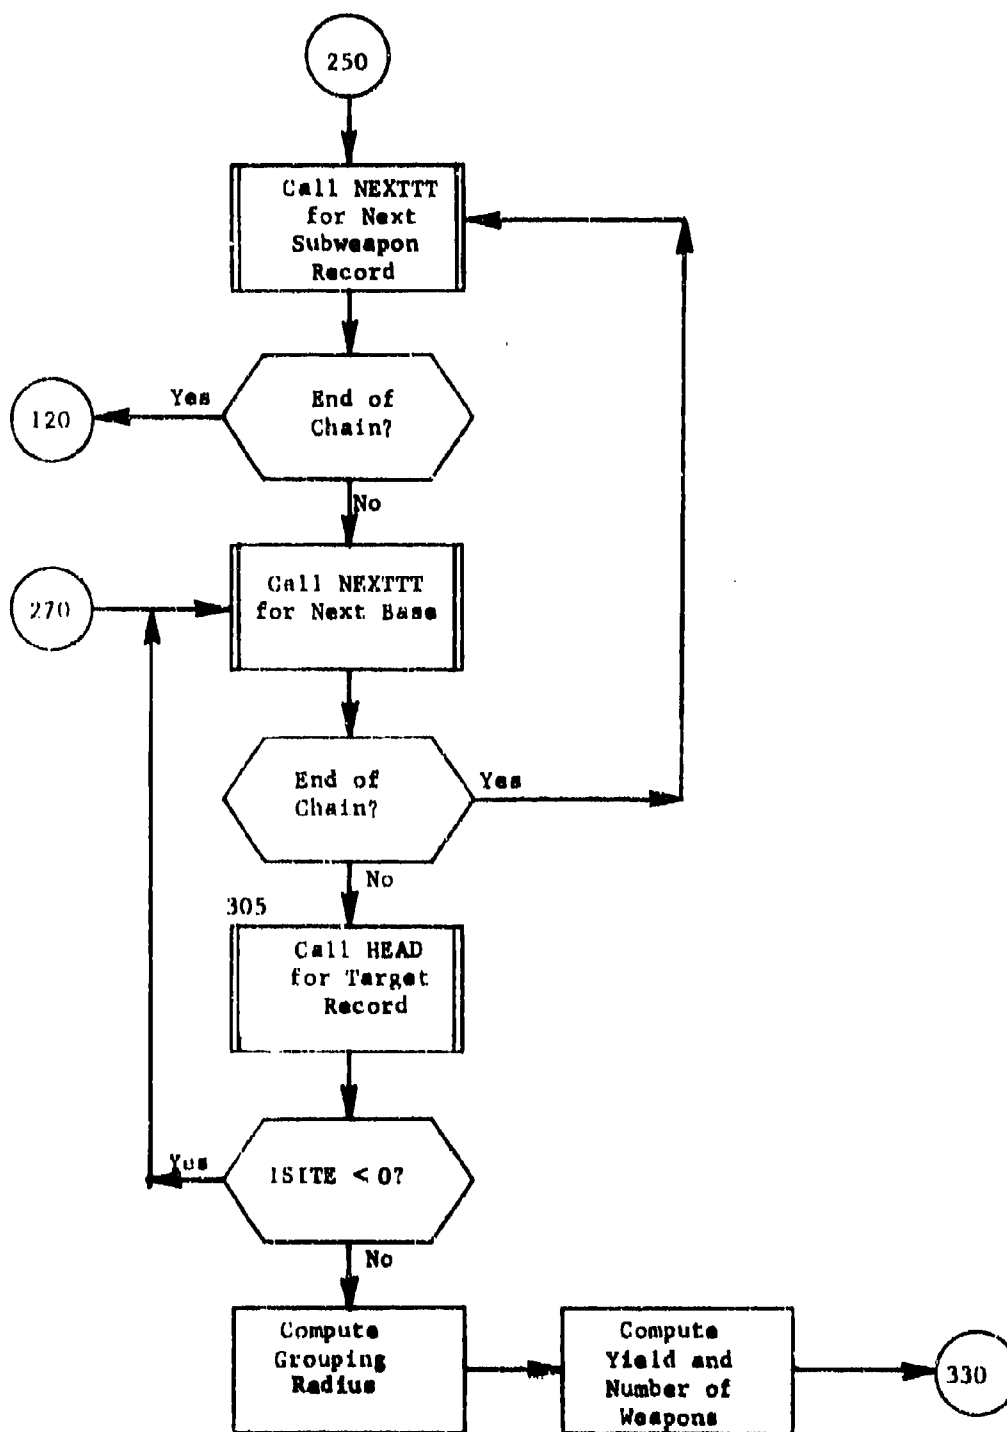 250
Call NEXTTT
for Next
Subweapon
Record
Yes
120
End of
Chain?
No
270
Call NEXTTT
for Next Base
End of
Chain?
Yes
No
305
Call HEAD
for Target
Record
Yes
ISITE < 0?
No
Compute
Grouping
Radius
Compute
Yield and
Number of
Weapons
330